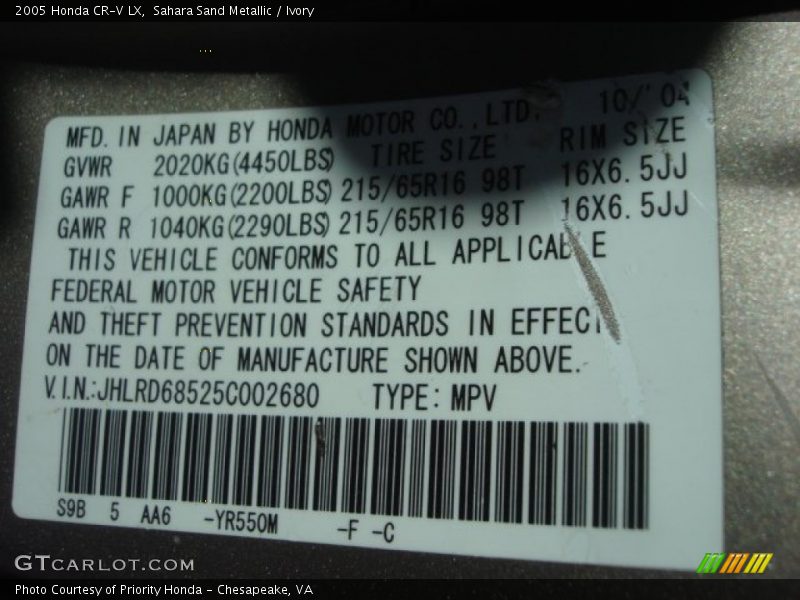 2005 Honda CR-V LX,  Sahara Sand Metallic / Ivory
10/'04
MFD. IN JAPAN BY HONDA MOTOR CO.,LTD.
GVWR 2020KG(4450LBS) TIRE SIZE RIM SIZE
GAWR F 1000KG(2200LBS) 215/65R16 98T 16X6.5JJ
GAWR R 1040KG(2290LBS) 215/65R16 98T 16X6.5JJ
THIS VEHICLE CONFORMS TO ALL APPLICABLE
FEDERAL MOTOR VEHICLE SAFETY
AND THEFT PREVENTION STANDARDS IN EFFECT
ON THE DATE OF MANUFACTURE SHOWN ABOVE.
V.I.N.:JHLRD68525C002680 TYPE: MPV
S9B 5 AA6 -YR550M -F -C
GTCARLOT.COM
Photo Courtesy of Priority Honda - Chesapeake, VA